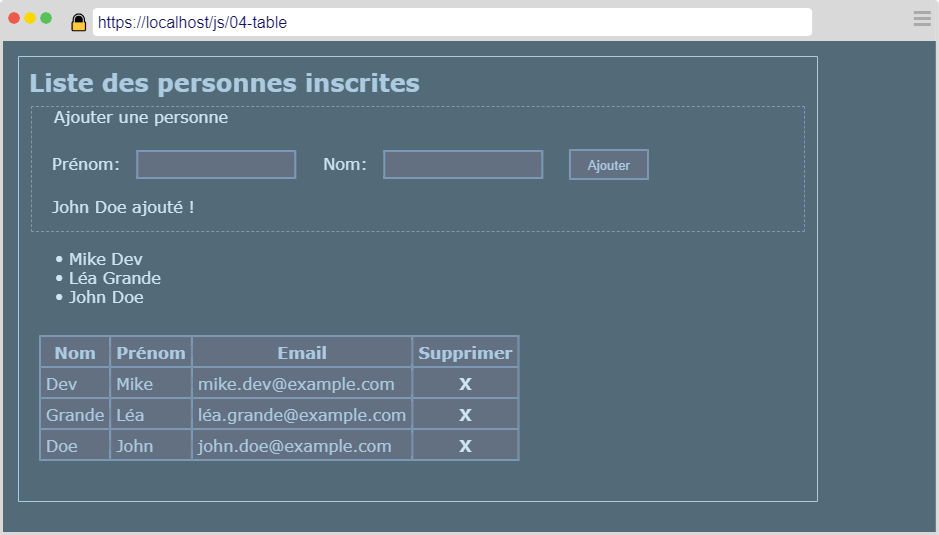 https://localhost/js/04-table
Liste des personnes inscrites
Ajouter une personne
Prénom: Nom: Ajouter
John Doe ajouté !
• Mike Dev
• Léa Grande
• John Doe
Nom Prénom Email Supprimer
Dev Mike mike.dev@example.com X
Grande Léa léa.grande@example.com X
Doe John john.doe@example.com X